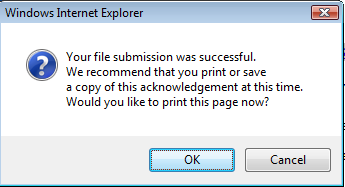 Windows Internet Explorer
Your file submission was successful.
We recommend that you print or save
a copy of this acknowledgement at this time.
Would you like to print this page now?
OK
Cancel